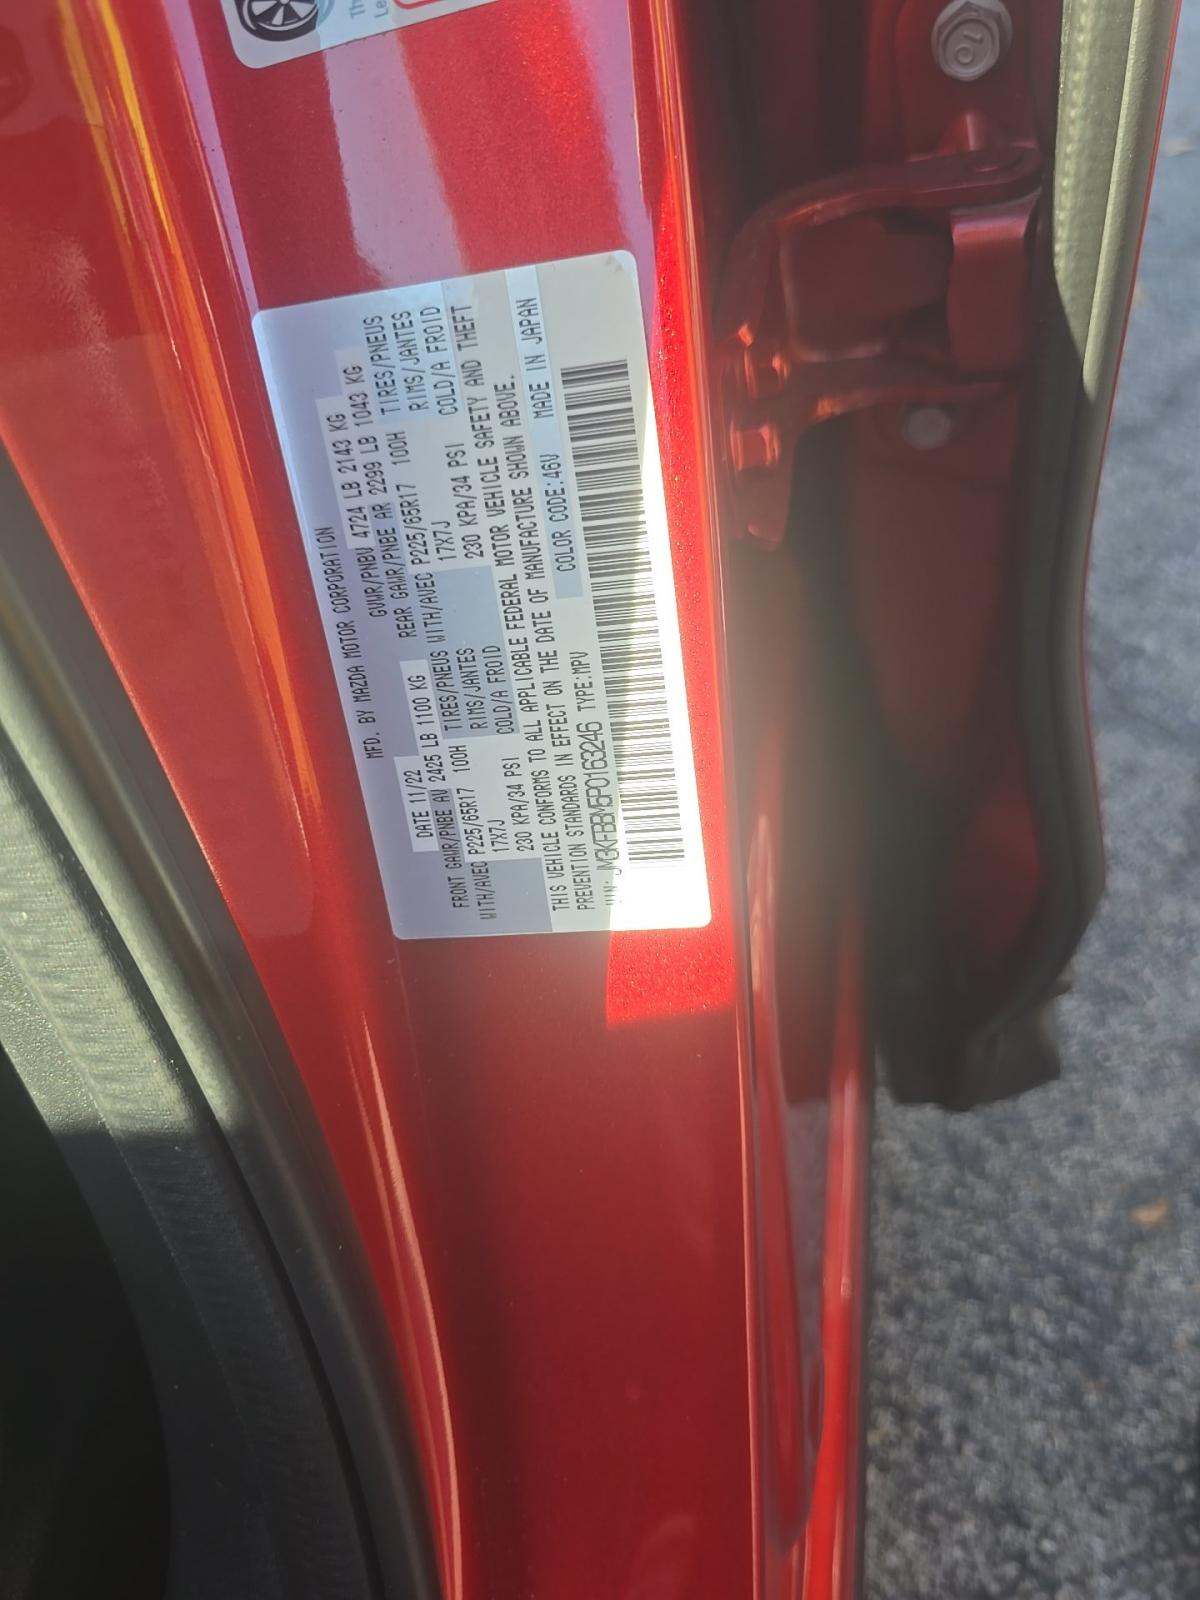 MFD. BY MAZDA MOTOR CORPORATION
DATE 11/22 GVWR/PNBV 4724 LB 2143 KG
FRONT GAWR/PNBE AV 2425 LB 1100 KG REAR GAWR/PNBE AR 2299 LB 1043 KG
WITH/AVEC P225/65R17 100H TIRES/PNEUS WITH/AVEC P225/65R17 100H TIRES/PNEUS
17X7J RIMS/JANTES 17X7J RIMS/JANTES
230 KPA/34 PSI COLD/A FROID 230 KPA/34 PSI COLD/A FROID
THIS VEHICLE CONFORMS TO ALL APPLICABLE FEDERAL MOTOR VEHICLE SAFETY AND THEFT
PREVENTION STANDARDS IN EFFECT ON THE DATE OF MANUFACTURE SHOWN ABOVE.
VIN: JM3KFBBM5P0163246 TYPE:MPV COLOR CODE:46V MADE IN JAPAN
10